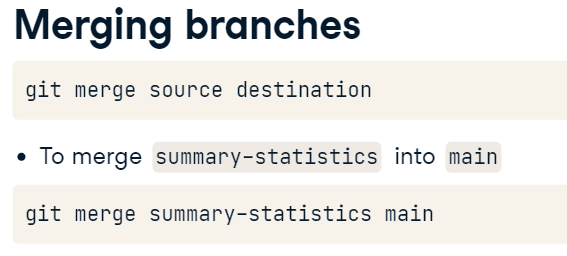 Merging branches
git merge source destination
• To merge summary-statistics into main
git merge summary-statistics main